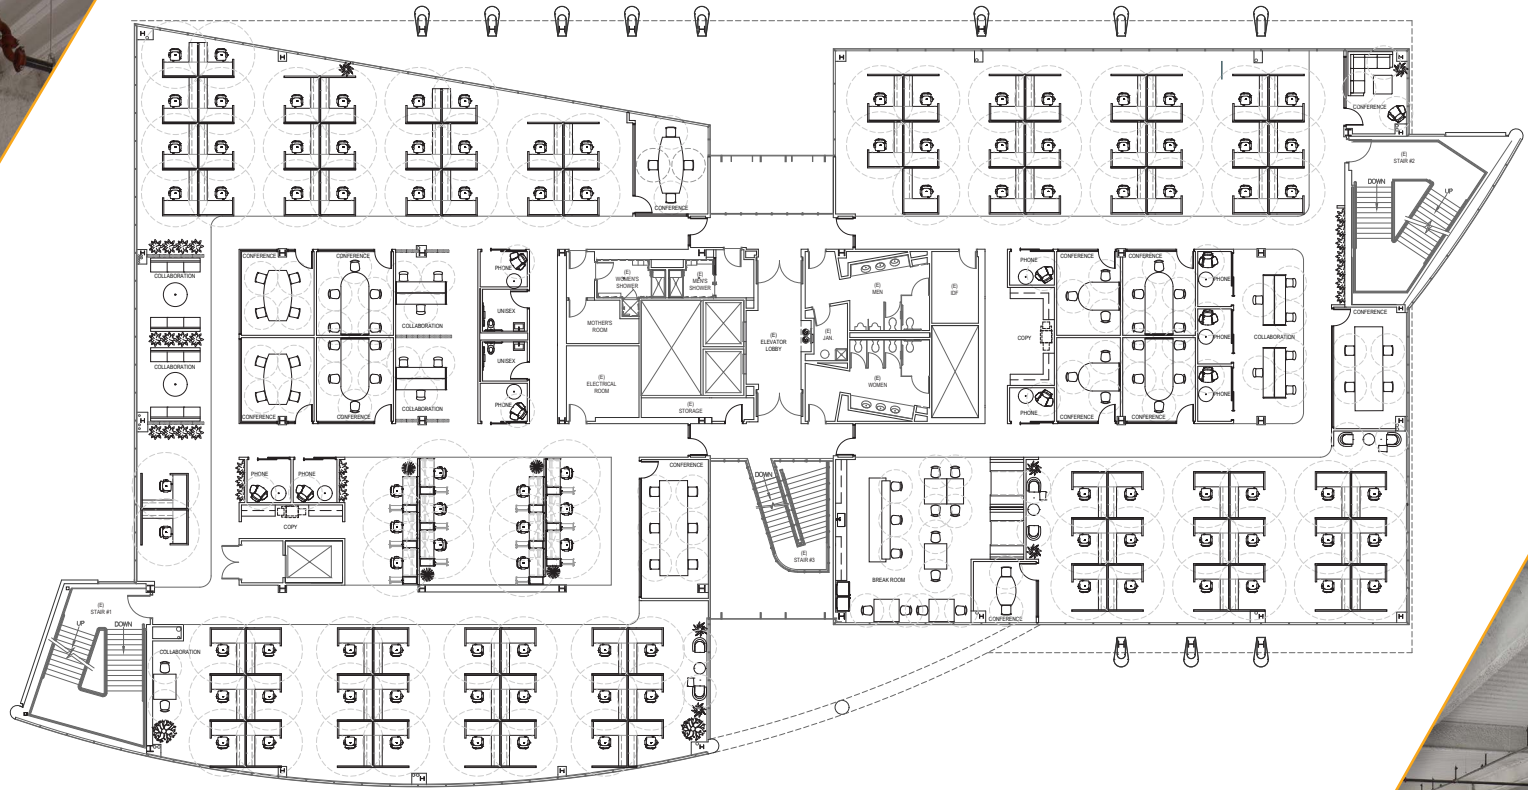 CONFERENCE
CONFERENCE
(E)
STAIR #2
DOWN
UP
COLLABORATION
CONFERENCE
CONFERENCE
PHONE
(E)
WOMEN'S
SHOWER
(E)
MEN'S
SHOWER
(E)
MEN
(E)
IDF
PHONE
CONFERENCE
CONFERENCE
PHONE
UNISEX
COLLABORATION
MOTHER'S
ROOM
(E)
ELEVATOR
LOBBY
(E)
JAN.
COPY
PHONE
COLLABORATION
CONFERENCE
COLLABORATION
UNISEX
(E)
ELECTRICAL
ROOM
(E)
WOMEN
PHONE
CONFERENCE
CONFERENCE
COLLABORATION
PHONE
(E)
STORAGE
PHONE
CONFERENCE
CONFERENCE
PHONE
PHONE
COPY
CONFERENCE
DOWN
(E)
STAIR #3
BREAK ROOM
CONFERENCE
(E)
STAIR #1
UP
DOWN
COLLABORATION